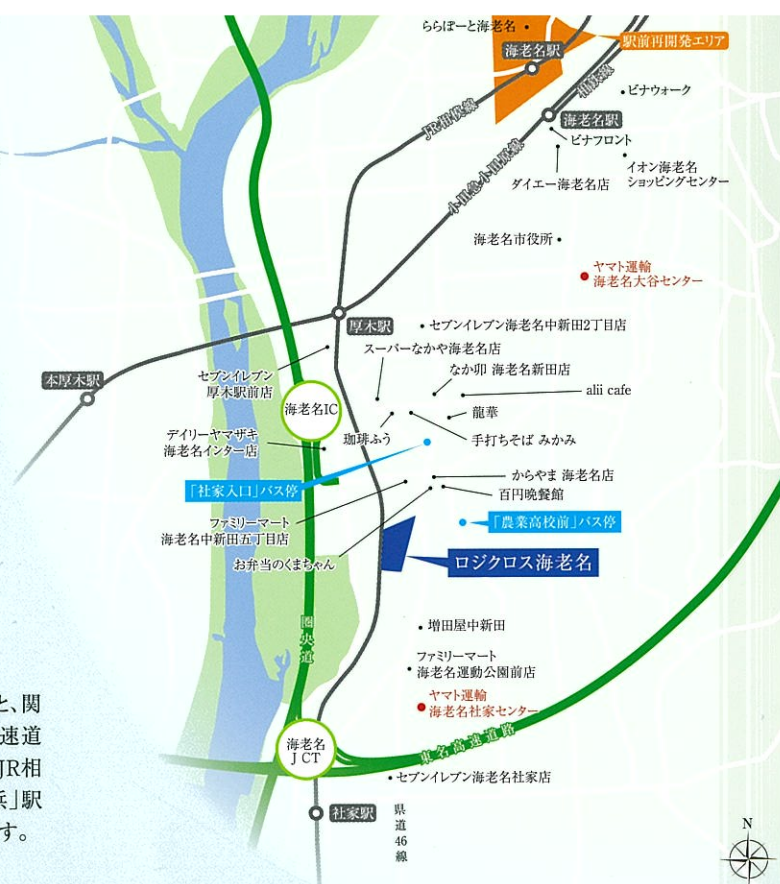 ららぽーと海老名
駅前再開発エリア
海老名駅
相鉄線
ビナウォーク
JR相模線
海老名駅
ビナフロント
小田急小田原線
イオン海老名
ショッピングセンター
ダイエー海老名店
海老名市役所
ヤマト運輸
海老名大谷センター
厚木駅
セブンイレブン海老名中新田2丁目店
スーパーなかや海老名店
本厚木駅
セブンイレブン
厚木駅前店
なか卯 海老名新田店
alii cafe
海老名IC
龍華
デイリーヤマザキ
海老名インター店
珈琲ふう
手打ちそば みかみ
からやま 海老名店
「社家入口」バス停
百円晩餐館
ファミリーマート
海老名中新田五丁目店
「農業高校前」バス停
お弁当のくまちゃん
ロジクロス海老名
圏央道
増田屋中新田
ファミリーマート
海老名運動公園前店
ヤマト運輸
海老名社家センター
と、関
速道
JR相
浜」駅
す。
海老名
JCT
東名高速道路
セブンイレブン海老名社家店
社家駅
県道46線
N